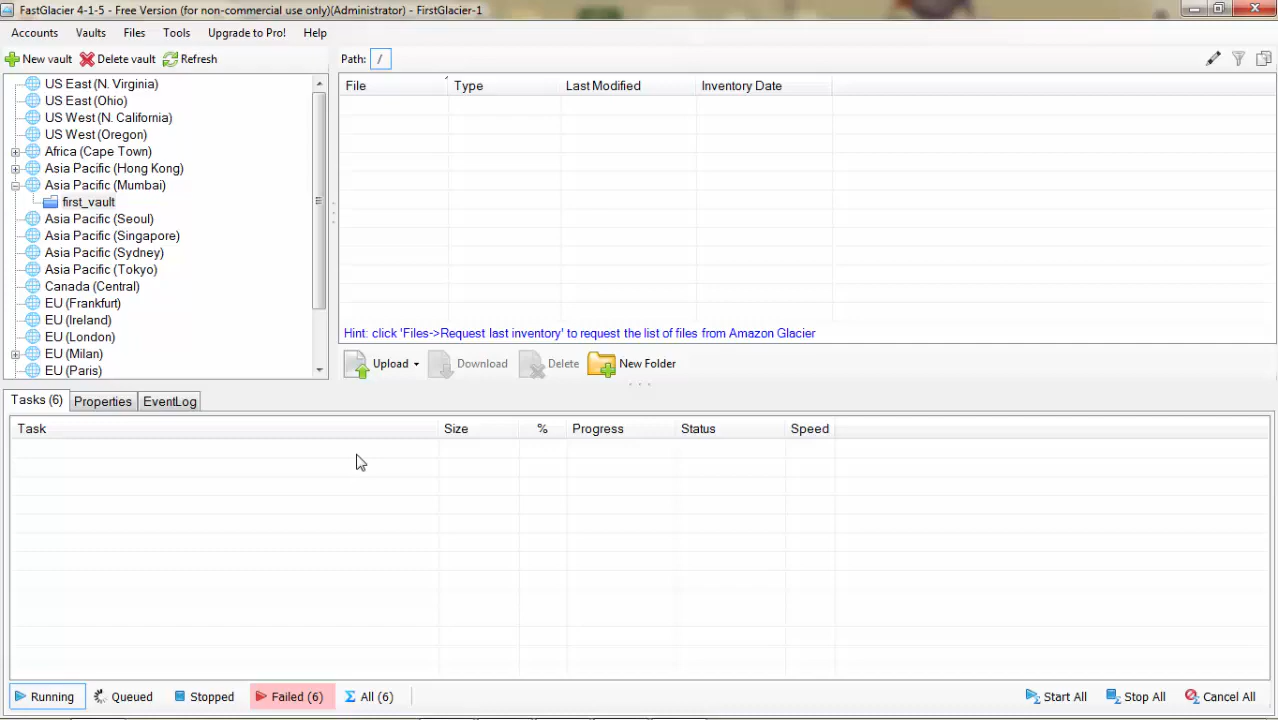 FastGlacier 4-1-5 - Free Version (for non-commercial use only)(Administrator) - FirstGlacier-1
Accounts Vaults Files Tools Upgrade to Pro! Help
New vault Delete vault Refresh
Path: /
US East (N. Virginia)
US East (Ohio)
US West (N. California)
US West (Oregon)
Africa (Cape Town)
Asia Pacific (Hong Kong)
Asia Pacific (Mumbai)
first_vault
Asia Pacific (Seoul)
Asia Pacific (Singapore)
Asia Pacific (Sydney)
Asia Pacific (Tokyo)
Canada (Central)
EU (Frankfurt)
EU (Ireland)
EU (London)
EU (Milan)
EU (Paris)
File Type Last Modified Inventory Date
Hint: click 'Files->Request last inventory' to request the list of files from Amazon Glacier
Upload Download Delete New Folder
Tasks (6) Properties EventLog
Task Size % Progress Status Speed
Running Queued Stopped Failed (6) All (6) Start All Stop All Cancel All